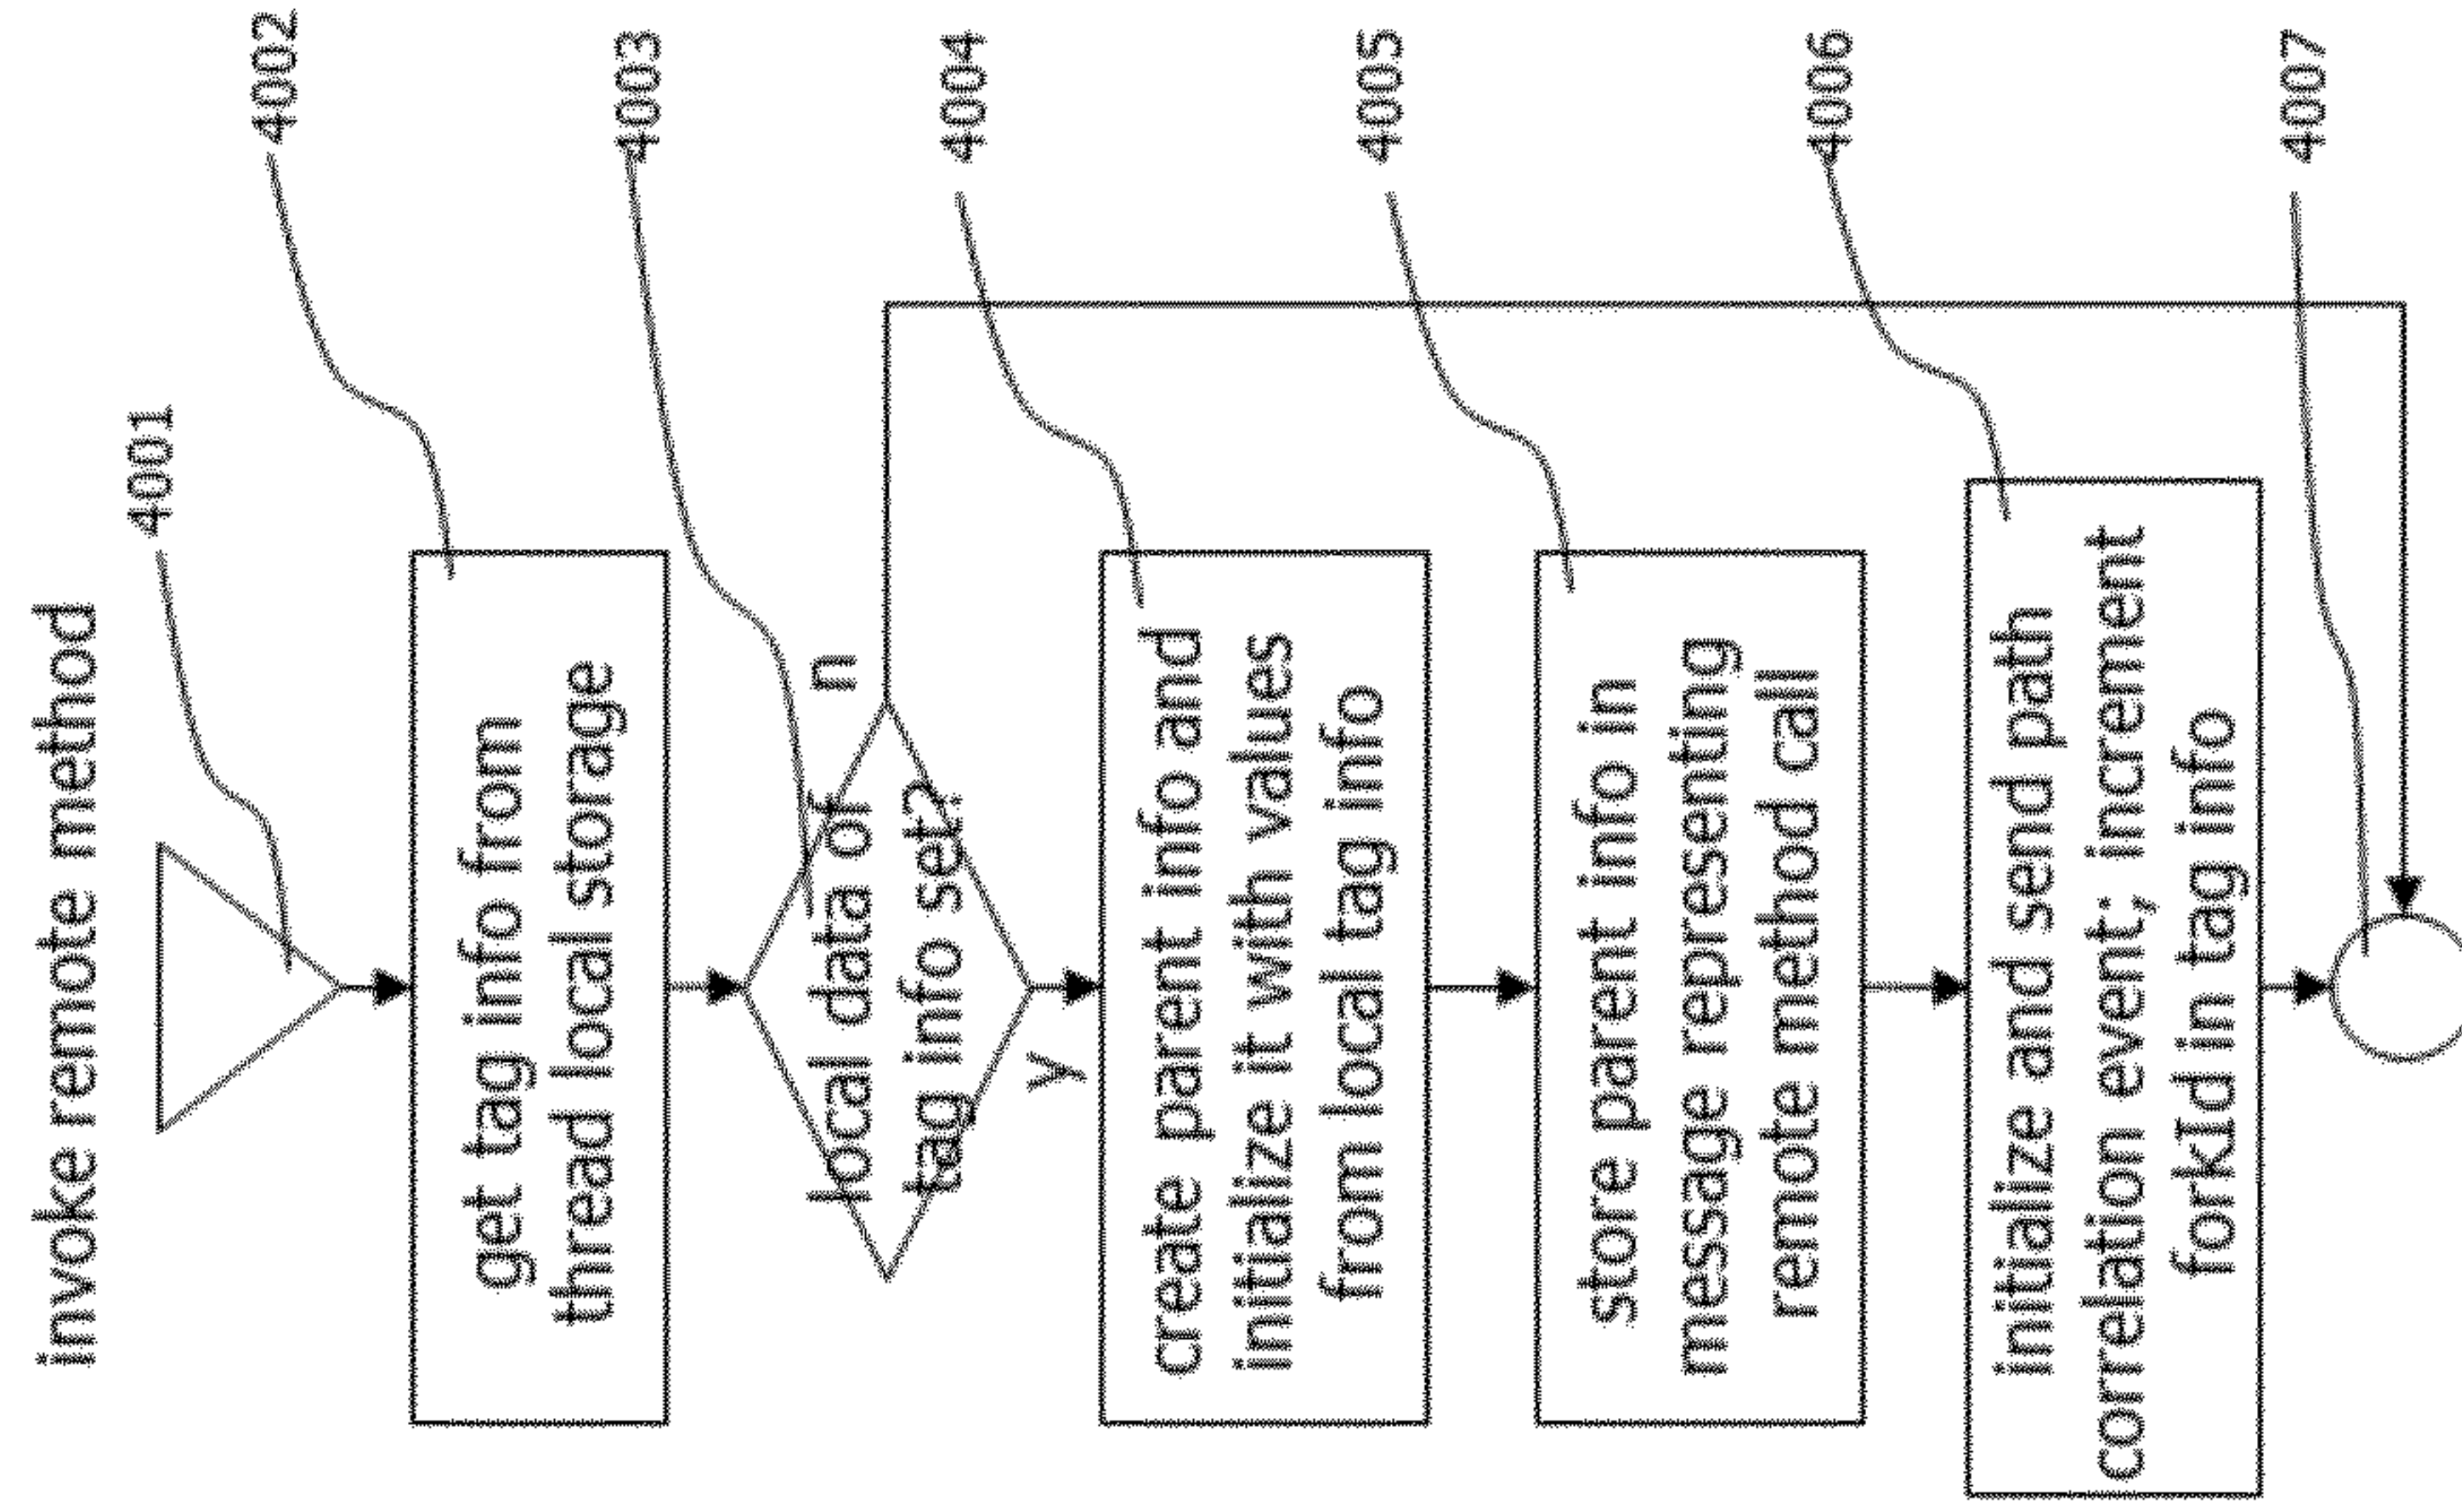 invoke remote method
4001
4002
get tag info from
thread local storage
4003
local data of
tag info set?
n
y
4004
create parent info and
initialize it with values
from local tag info
4005
store parent info in
message representing
remote method call
4006
initialize and send path
correlation event; increment
forkId in tag info
4007